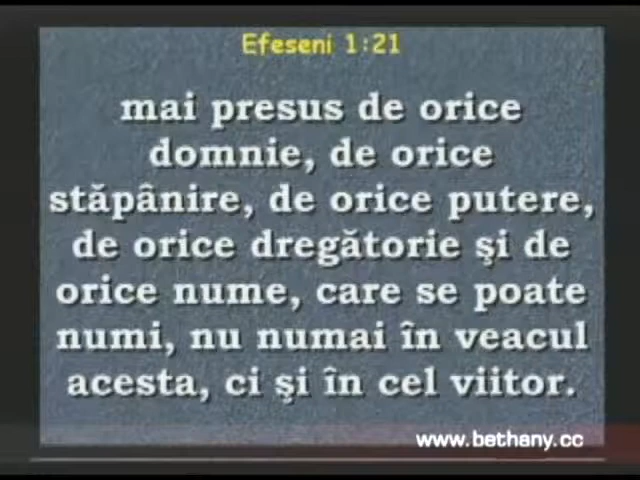 Efeseni 1:21
mai presus de orice
domnie, de orice
stăpânire, de orice putere,
de orice dregătorie şi de
orice nume, care se poate
numi, nu numai în veacul
acesta, ci şi în cel viitor.
www.bethany.cc